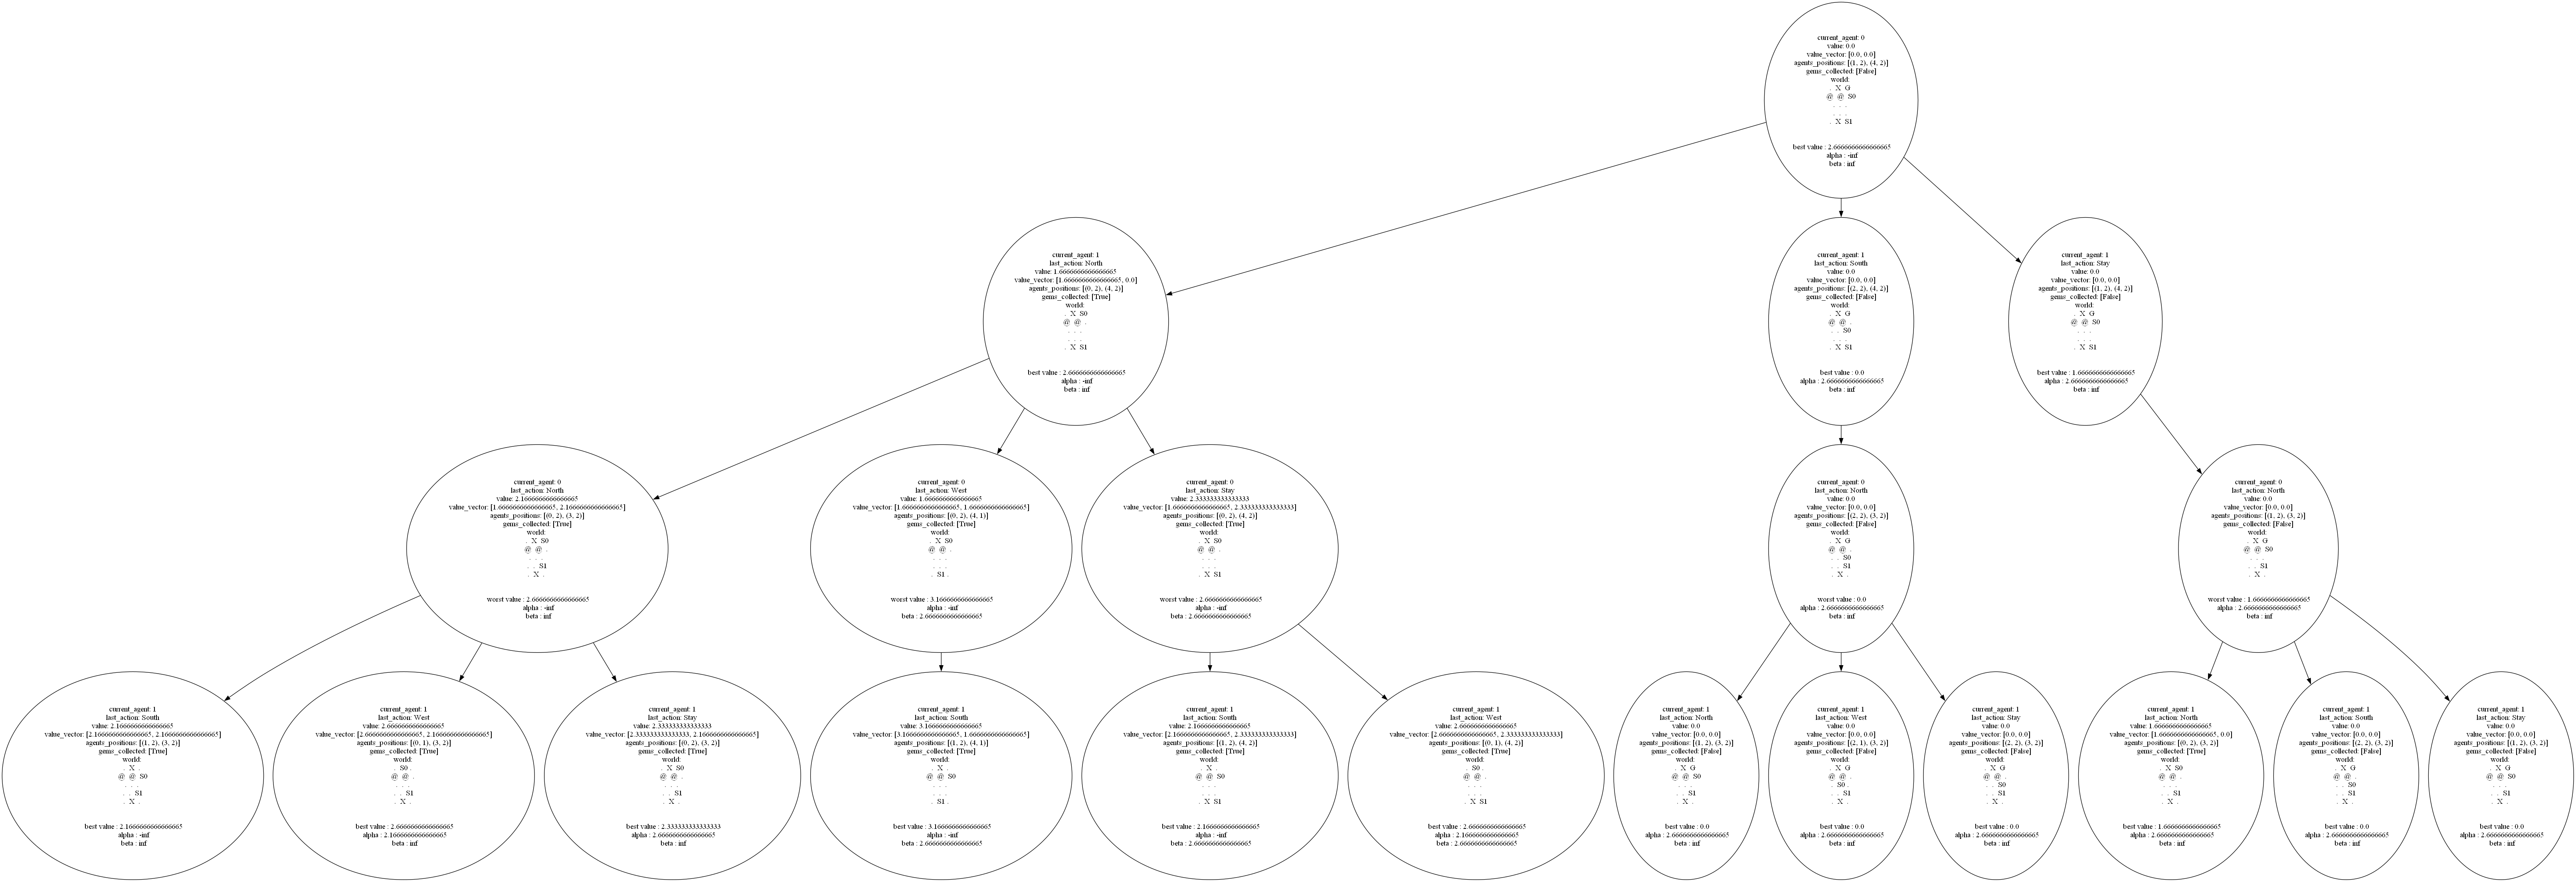 current_agent: 0
value: 0.0
value_vector: [0.0, 0.0]
agents_positions: [(1, 2), (4, 2)]
gems_collected: [False]
world:
. X G
@ @ S0
. . .
. . .
. X S1
best value : 2.6666666666666665
alpha : -inf
beta : inf
current_agent: 1
last_action: North
value: 1.6666666666666665
value_vector: [1.6666666666666665, 0.0]
agents_positions: [(0, 2), (4, 2)]
gems_collected: [True]
world:
. X S0
@ @ .
. . .
. . .
. X S1
best value : 2.6666666666666665
alpha : -inf
beta : inf
current_agent: 1
last_action: South
value: 0.0
value_vector: [0.0, 0.0]
agents_positions: [(2, 2), (4, 2)]
gems_collected: [False]
world:
. X G
@ @ .
. . S0
. . .
. X S1
best value : 0.0
alpha : 2.6666666666666665
beta : inf
current_agent: 1
last_action: Stay
value: 0.0
value_vector: [0.0, 0.0]
agents_positions: [(1, 2), (4, 2)]
gems_collected: [False]
world:
. X G
@ @ S0
. . .
. . .
. X S1
best value : 1.6666666666666665
alpha : 2.6666666666666665
beta : inf
current_agent: 0
last_action: North
value: 2.1666666666666665
value_vector: [1.6666666666666665, 2.1666666666666665]
agents_positions: [(0, 2), (3, 2)]
gems_collected: [True]
world:
. X S0
@ @ .
. . .
. . S1
. X .
worst value : 2.6666666666666665
alpha : -inf
beta : inf
current_agent: 0
last_action: West
value: 1.6666666666666665
value_vector: [1.6666666666666665, 1.6666666666666665]
agents_positions: [(0, 2), (4, 1)]
gems_collected: [True]
world:
. X S0
@ @ .
. . .
. . .
. S1 .
worst value : 3.1666666666666665
alpha : -inf
beta : 2.6666666666666665
current_agent: 0
last_action: Stay
value: 2.333333333333333
value_vector: [1.6666666666666665, 2.333333333333333]
agents_positions: [(0, 2), (4, 2)]
gems_collected: [True]
world:
. X S0
@ @ .
. . .
. . .
. X S1
worst value : 2.6666666666666665
alpha : -inf
beta : 2.6666666666666665
current_agent: 0
last_action: North
value: 0.0
value_vector: [0.0, 0.0]
agents_positions: [(2, 2), (3, 2)]
gems_collected: [False]
world:
. X G
@ @ .
. . S0
. . S1
. X .
worst value : 0.0
alpha : 2.6666666666666665
beta : inf
current_agent: 0
last_action: North
value: 0.0
value_vector: [0.0, 0.0]
agents_positions: [(1, 2), (3, 2)]
gems_collected: [False]
world:
. X G
@ @ S0
. . .
. . S1
. X .
worst value : 1.6666666666666665
alpha : 2.6666666666666665
beta : inf
current_agent: 1
last_action: South
value: 2.1666666666666665
value_vector: [2.1666666666666665, 2.1666666666666665]
agents_positions: [(1, 2), (3, 2)]
gems_collected: [True]
world:
. X .
@ @ S0
. . .
. . S1
. X .
best value : 2.1666666666666665
alpha : -inf
beta : inf
current_agent: 1
last_action: West
value: 2.6666666666666665
value_vector: [2.6666666666666665, 2.1666666666666665]
agents_positions: [(0, 1), (3, 2)]
gems_collected: [True]
world:
. S0 .
@ @ .
. . .
. . S1
. X .
best value : 2.6666666666666665
alpha : 2.1666666666666665
beta : inf
current_agent: 1
last_action: Stay
value: 2.333333333333333
value_vector: [2.333333333333333, 2.1666666666666665]
agents_positions: [(0, 2), (3, 2)]
gems_collected: [True]
world:
. X S0
@ @ .
. . .
. . S1
. X .
best value : 2.333333333333333
alpha : 2.6666666666666665
beta : inf
current_agent: 1
last_action: South
value: 3.1666666666666665
value_vector: [3.1666666666666665, 1.6666666666666665]
agents_positions: [(1, 2), (4, 1)]
gems_collected: [True]
world:
. X .
@ @ S0
. . .
. . .
. S1 .
best value : 3.1666666666666665
alpha : -inf
beta : 2.6666666666666665
current_agent: 1
last_action: South
value: 2.1666666666666665
value_vector: [2.1666666666666665, 2.333333333333333]
agents_positions: [(1, 2), (4, 2)]
gems_collected: [True]
world:
. X .
@ @ S0
. . .
. . .
. X S1
best value : 2.1666666666666665
alpha : -inf
beta : 2.6666666666666665
current_agent: 1
last_action: West
value: 2.6666666666666665
value_vector: [2.6666666666666665, 2.333333333333333]
agents_positions: [(0, 1), (4, 2)]
gems_collected: [True]
world:
. S0 .
@ @ .
. . .
. . .
. X S1
best value : 2.6666666666666665
alpha : 2.1666666666666665
beta : 2.6666666666666665
current_agent: 1
last_action: North
value: 0.0
value_vector: [0.0, 0.0]
agents_positions: [(1, 2), (3, 2)]
gems_collected: [False]
world:
. X G
@ @ S0
. . .
. . S1
. X .
best value : 0.0
alpha : 2.6666666666666665
beta : inf
current_agent: 1
last_action: West
value: 0.0
value_vector: [0.0, 0.0]
agents_positions: [(2, 1), (3, 2)]
gems_collected: [False]
world:
. X G
@ @ .
. S0 .
. . S1
. X .
best value : 0.0
alpha : 2.6666666666666665
beta : inf
current_agent: 1
last_action: Stay
value: 0.0
value_vector: [0.0, 0.0]
agents_positions: [(2, 2), (3, 2)]
gems_collected: [False]
world:
. X G
@ @ .
. . S0
. . S1
. X .
best value : 0.0
alpha : 2.6666666666666665
beta : inf
current_agent: 1
last_action: North
value: 1.6666666666666665
value_vector: [1.6666666666666665, 0.0]
agents_positions: [(0, 2), (3, 2)]
gems_collected: [True]
world:
. X S0
@ @ .
. . .
. . S1
. X .
best value : 1.6666666666666665
alpha : 2.6666666666666665
beta : inf
current_agent: 1
last_action: South
value: 0.0
value_vector: [0.0, 0.0]
agents_positions: [(2, 2), (3, 2)]
gems_collected: [False]
world:
. X G
@ @ .
. . S0
. . S1
. X .
best value : 0.0
alpha : 2.6666666666666665
beta : inf
current_agent: 1
last_action: Stay
value: 0.0
value_vector: [0.0, 0.0]
agents_positions: [(1, 2), (3, 2)]
gems_collected: [False]
world:
. X G
@ @ S0
. . .
. . S1
. X .
best value : 0.0
alpha : 2.6666666666666665
beta : inf